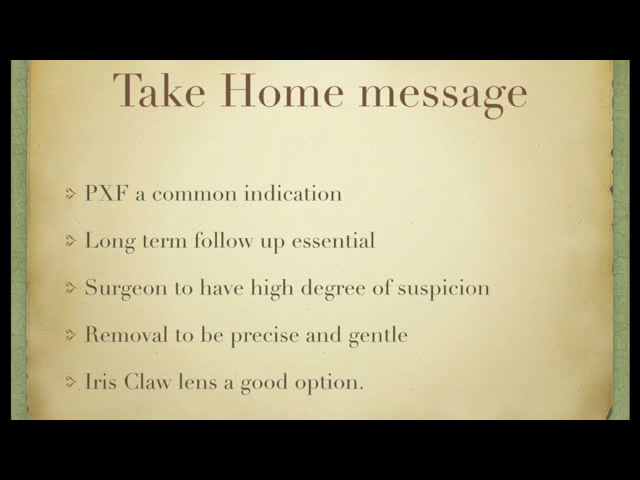 Take Home message
PXF a common indication
Long term follow up essential
Surgeon to have high degree of suspicion
Removal to be precise and gentle
Iris Claw lens a good option.